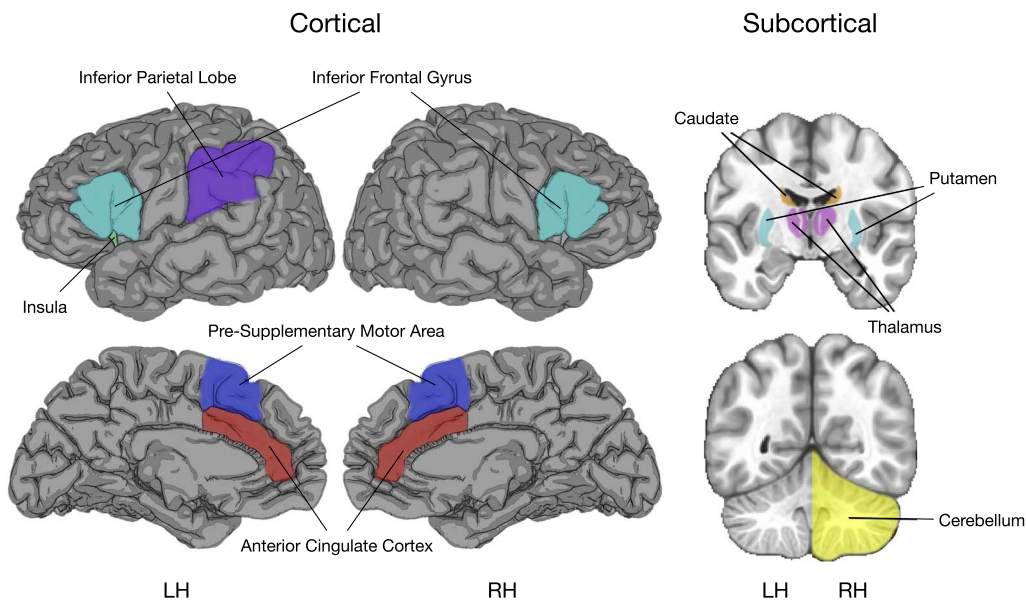 Cortical
Subcortical
Inferior Parietal Lobe
Inferior Frontal Gyrus
Caudate
Putamen
Insula
Thalamus
Pre-Supplementary Motor Area
Anterior Cingulate Cortex
Cerebellum
LH
RH
LH
RH